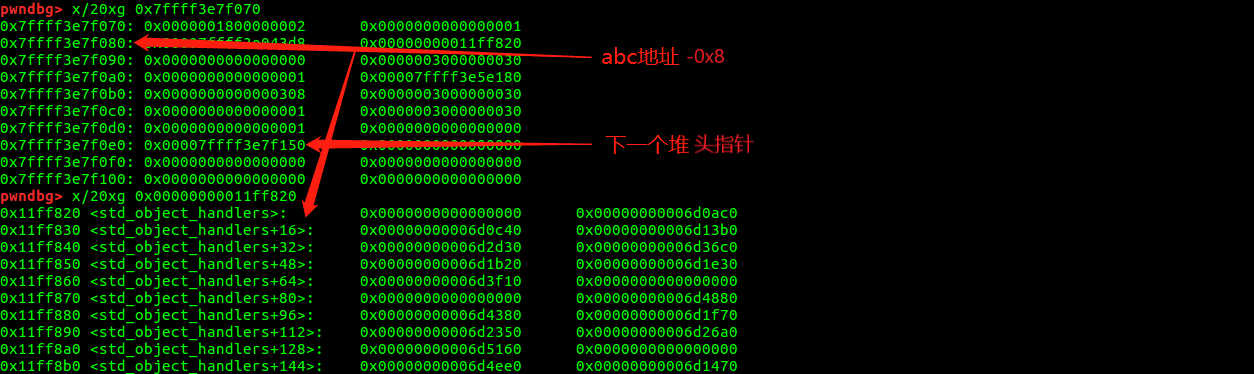 pwndbg> x/20xg 0x7ffff3e7f070
0x7ffff3e7f070: 0x0000001800000002 0x0000000000000001
0x7ffff3e7f080: 0x00000000011ff820
abc地址 -0x8
0x7ffff3e7f090: 0x0000000000000000 0x0000003000000030
0x7ffff3e7f0a0: 0x0000000000000001 0x00007ffff3e5e180
0x7ffff3e7f0b0: 0x0000000000000308 0x0000003000000030
0x7ffff3e7f0c0: 0x0000000000000001 0x0000003000000030
0x7ffff3e7f0d0: 0x0000000000000001 0x0000000000000000
0x7ffff3e7f0e0: 0x00007ffff3e7f150 0x0000000000000000
下一个堆 头指针
0x7ffff3e7f0f0: 0x0000000000000000 0x0000000000000000
0x7ffff3e7f100: 0x0000000000000000 0x0000000000000000
pwndbg> x/20xg 0x00000000011ff820
0x11ff820 <std_object_handlers>: 0x0000000000000000 0x00000000006d0ac0
0x11ff830 <std_object_handlers+16>: 0x00000000006d0c40 0x00000000006d13b0
0x11ff840 <std_object_handlers+32>: 0x00000000006d2d30 0x00000000006d36c0
0x11ff850 <std_object_handlers+48>: 0x00000000006d1b20 0x00000000006d1e30
0x11ff860 <std_object_handlers+64>: 0x00000000006d3f10 0x0000000000000000
0x11ff870 <std_object_handlers+80>: 0x0000000000000000 0x00000000006d4880
0x11ff880 <std_object_handlers+96>: 0x00000000006d4380 0x00000000006d1f70
0x11ff890 <std_object_handlers+112>: 0x00000000006d2350 0x00000000006d26a0
0x11ff8a0 <std_object_handlers+128>: 0x00000000006d5160 0x0000000000000000
0x11ff8b0 <std_object_handlers+144>: 0x00000000006d4ee0 0x00000000006d1470